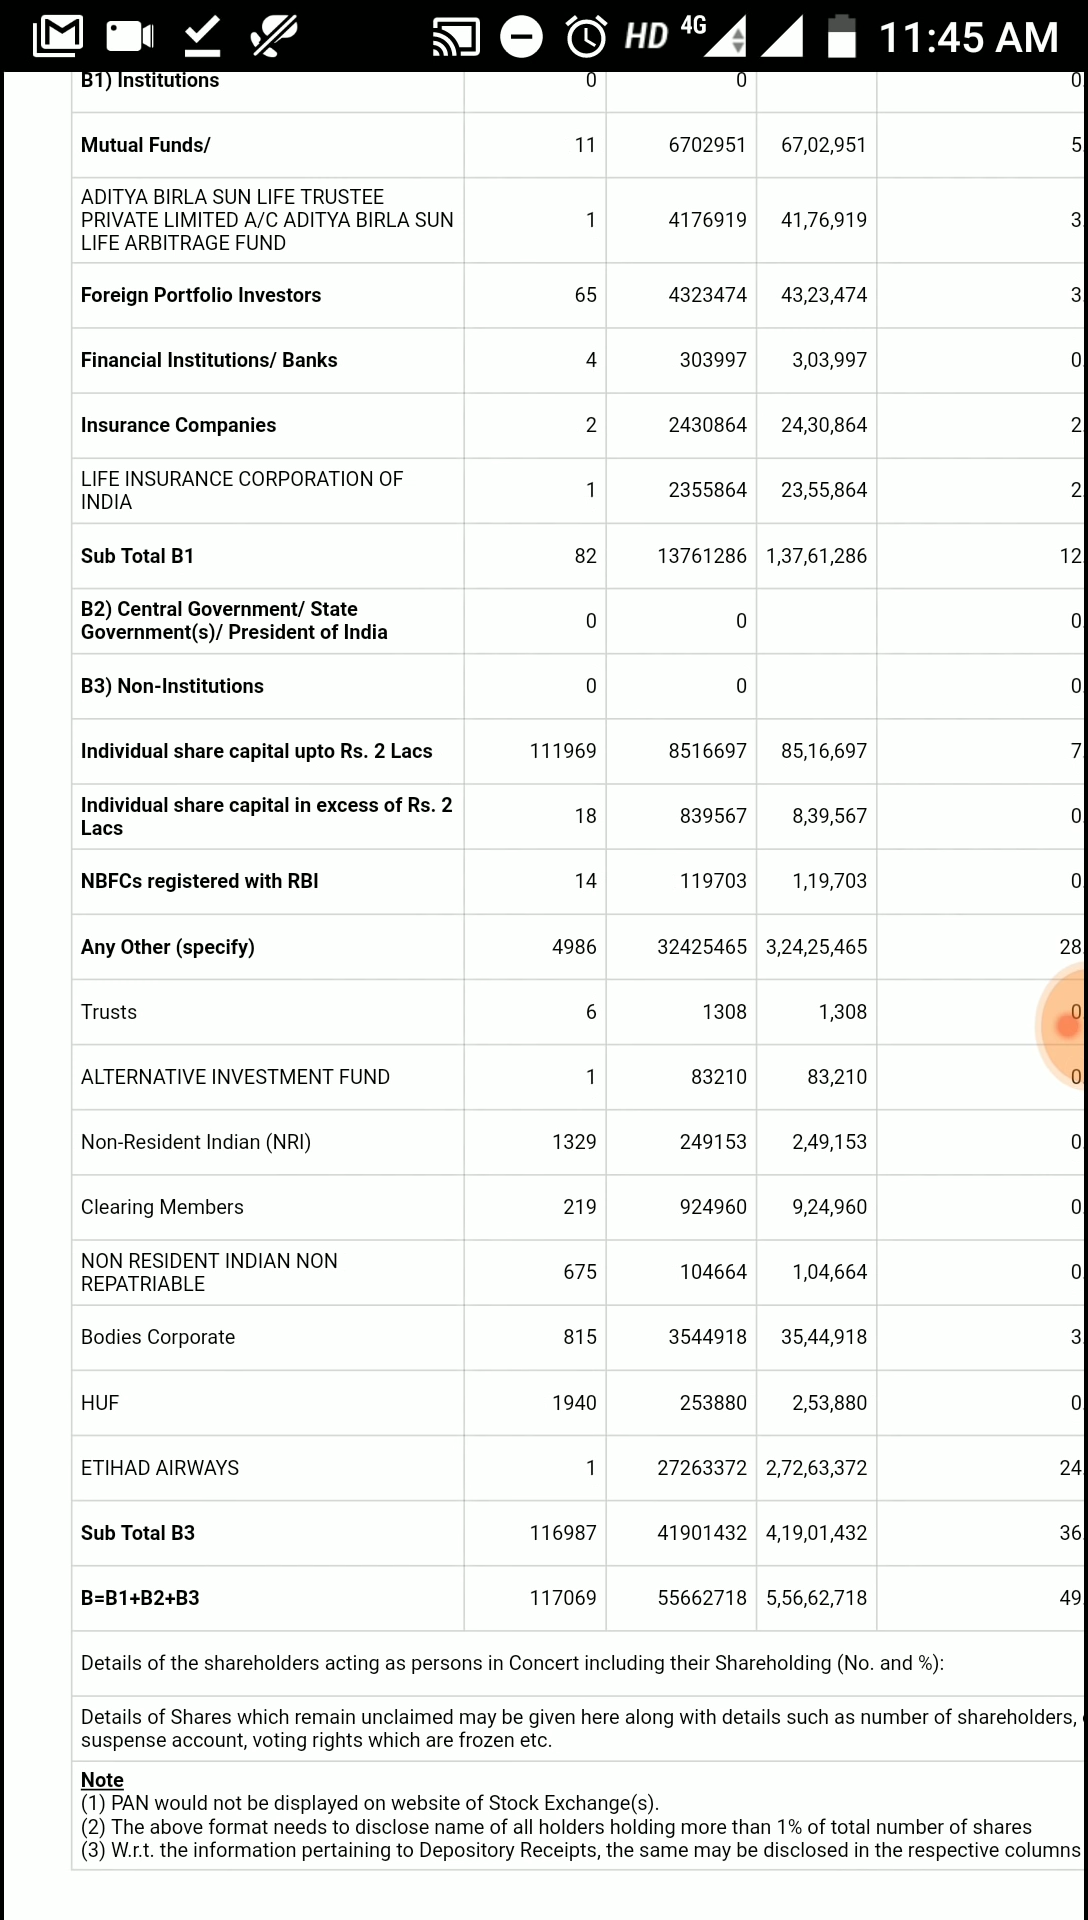 HD 4G 11:45 AM
B1) Institutions 0 0 0.
Mutual Funds/ 11 6702951 67,02,951 5.
ADITYA BIRLA SUN LIFE TRUSTEE
PRIVATE LIMITED A/C ADITYA BIRLA SUN
LIFE ARBITRAGE FUND
1 4176919 41,76,919 3.
Foreign Portfolio Investors 65 4323474 43,23,474 3.
Financial Institutions/ Banks 4 303997 3,03,997 0.
Insurance Companies 2 2430864 24,30,864 2.
LIFE INSURANCE CORPORATION OF
INDIA
1 2355864 23,55,864 2.
Sub Total B1 82 13761286 1,37,61,286 12.
B2) Central Government/ State
Government(s)/ President of India
0 0 0.
B3) Non-Institutions 0 0 0.
Individual share capital upto Rs. 2 Lacs 111969 8516697 85,16,697 7.
Individual share capital in excess of Rs. 2
Lacs
18 839567 8,39,567 0.
NBFCs registered with RBI 14 119703 1,19,703 0.
Any Other (specify) 4986 32425465 3,24,25,465 28.
Trusts 6 1308 1,308 0.
ALTERNATIVE INVESTMENT FUND 1 83210 83,210 0.
Non-Resident Indian (NRI) 1329 249153 2,49,153 0.
Clearing Members 219 924960 9,24,960 0.
NON RESIDENT INDIAN NON
REPATRIABLE
675 104664 1,04,664 0.
Bodies Corporate 815 3544918 35,44,918 3.
HUF 1940 253880 2,53,880 0.
ETIHAD AIRWAYS 1 27263372 2,72,63,372 24.
Sub Total B3 116987 41901432 4,19,01,432 36.
B=B1+B2+B3 117069 55662718 5,56,62,718 49.
Details of the shareholders acting as persons in Concert including their Shareholding (No. and %):
Details of Shares which remain unclaimed may be given here along with details such as number of shareholders,
suspense account, voting rights which are frozen etc.
Note
(1) PAN would not be displayed on website of Stock Exchange(s).
(2) The above format needs to disclose name of all holders holding more than 1% of total number of shares
(3) W.r.t. the information pertaining to Depository Receipts, the same may be disclosed in the respective columns